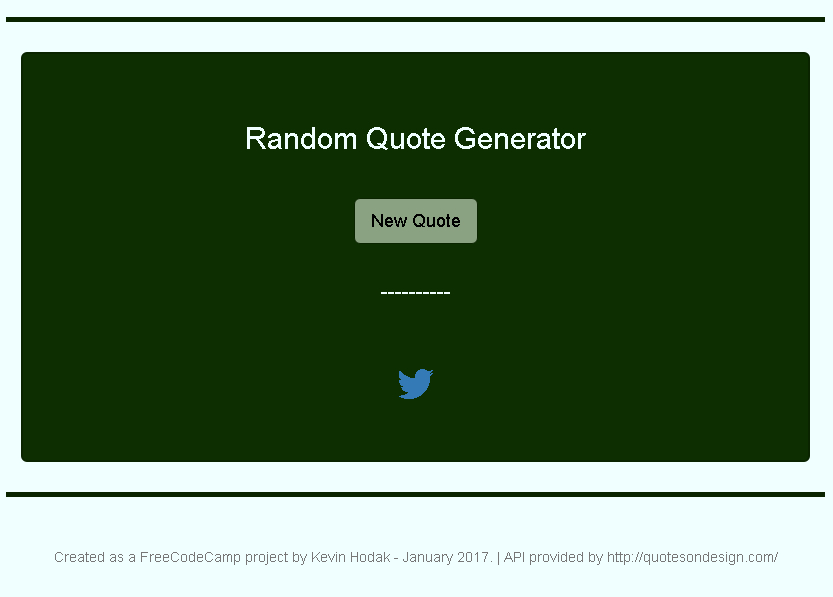 Random Quote Generator
New Quote
----------
Created as a FreeCodeCamp project by Kevin Hodak - January 2017. | API provided by http://quotesondesign.com/